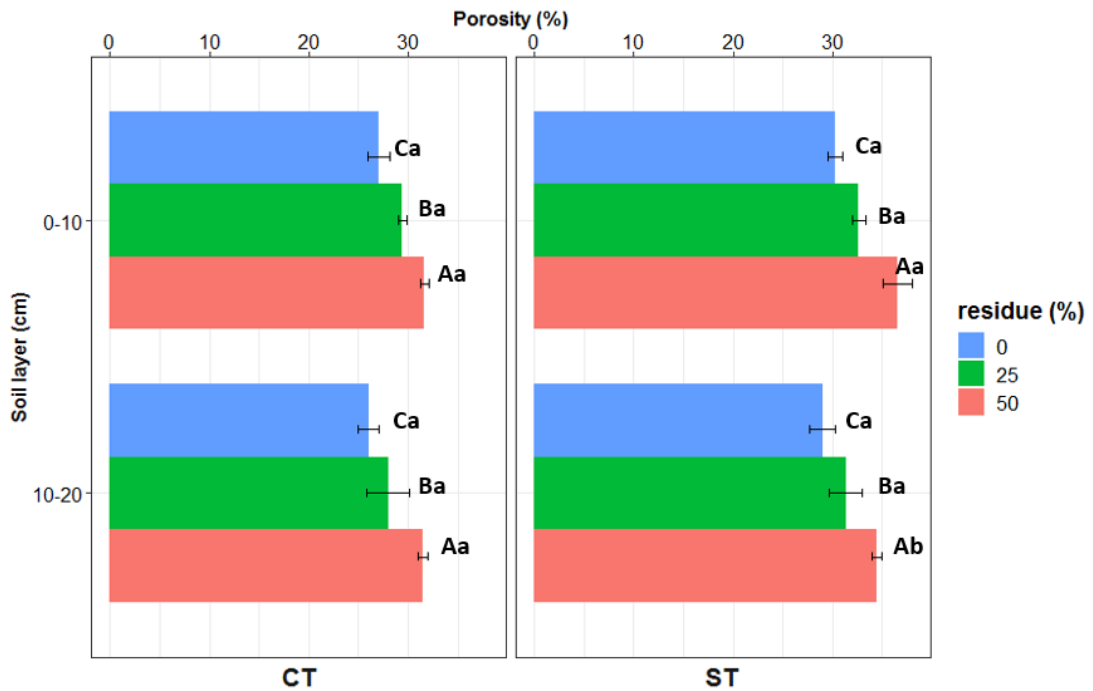 Porosity (%)
0 10 20 30 0 10 20 30
Soil layer (cm)
0-10
Ca
Ba
Aa
Ca
Ba
Aa
10-20
Ca
Ba
Aa
Ca
Ba
Ab
residue (%)
0
25
50
CT ST